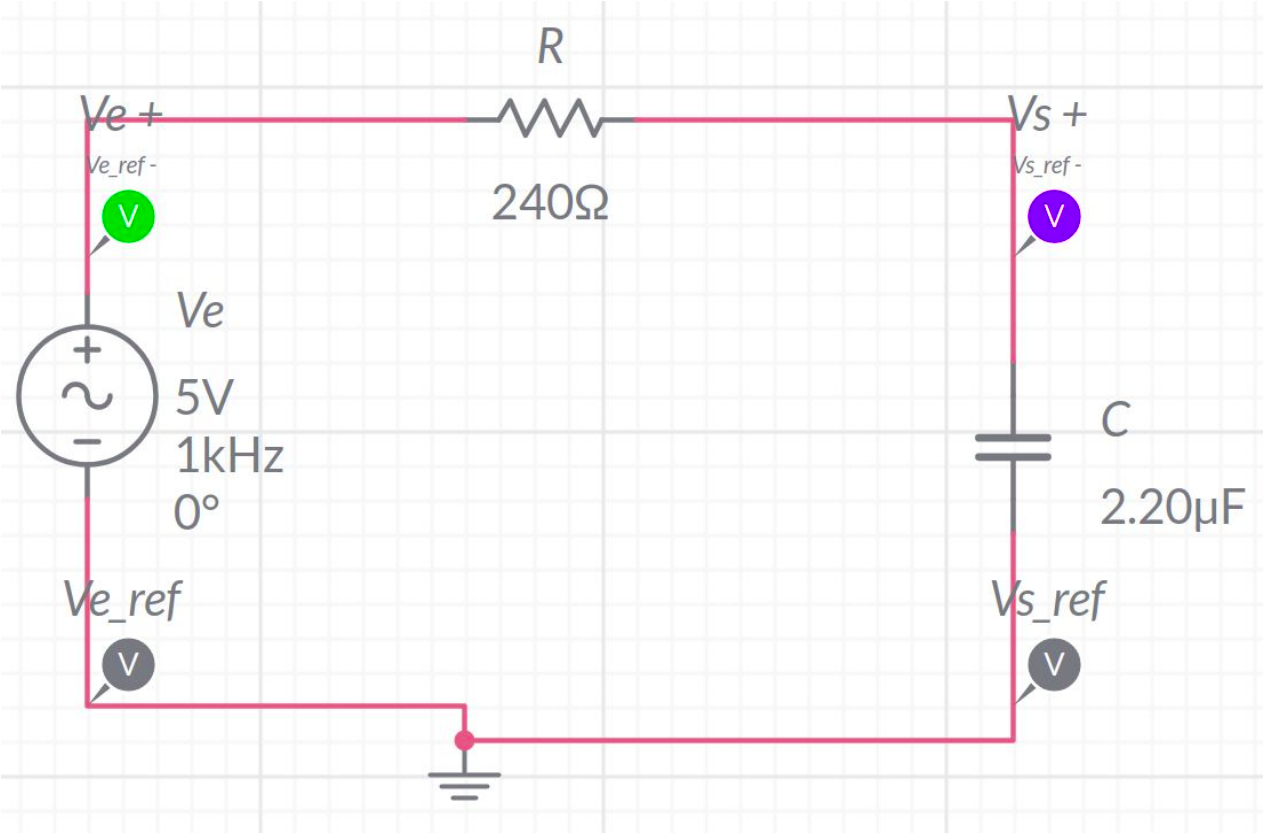 R
Ve +
Vs +
Ve_ref -
Vs_ref -
V
V
240Ω
Ve
5V
1kHz
0°
C
2.20µF
Ve_ref
Vs_ref
V
V